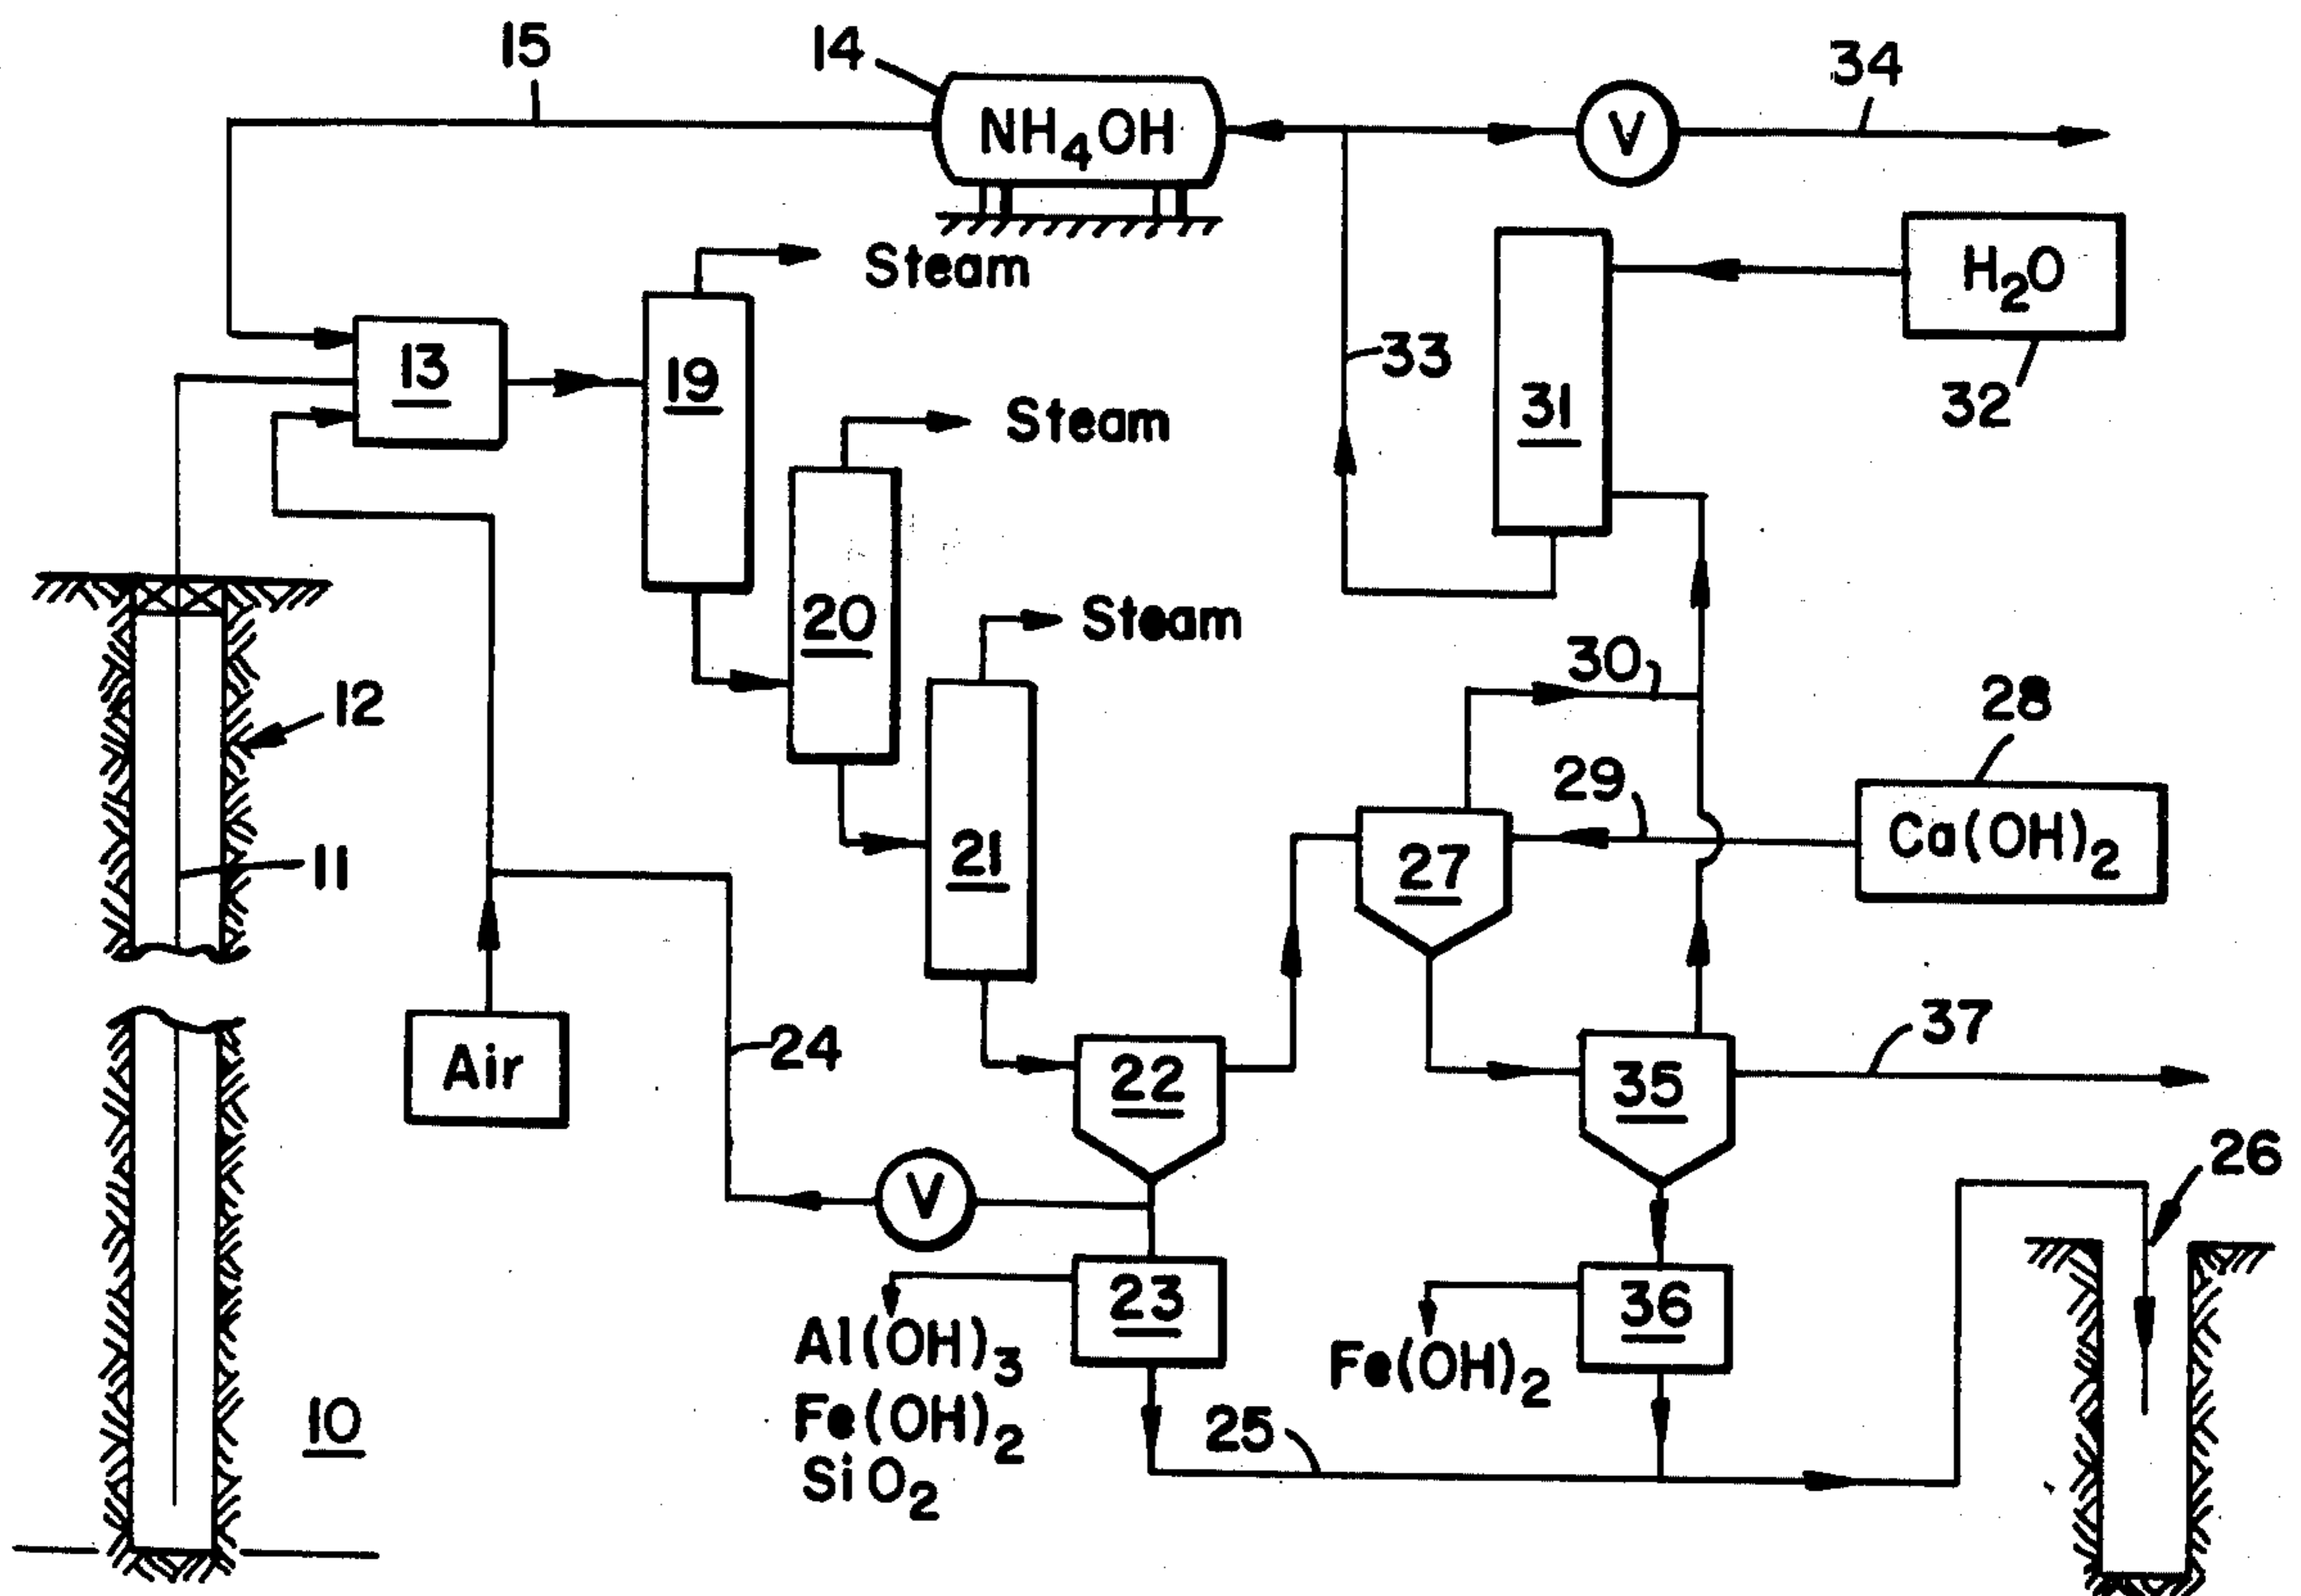 15
14
34
NH4OH
V
Steam
H2O
13
19
33
31
32
Steam
20
Steam
30
12
28
29
21
27
Ca(OH)2
11
Air
24
22
35
37
26
V
23
36
Al(OH)3
Fe(OH)2
Fe(OH)2
10
25
SiO2